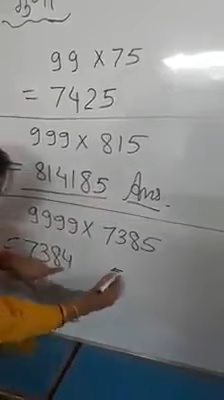 99 × 75
= 7425
999 × 815
= 814185 Ans.
9999 × 7385
= 7384
=